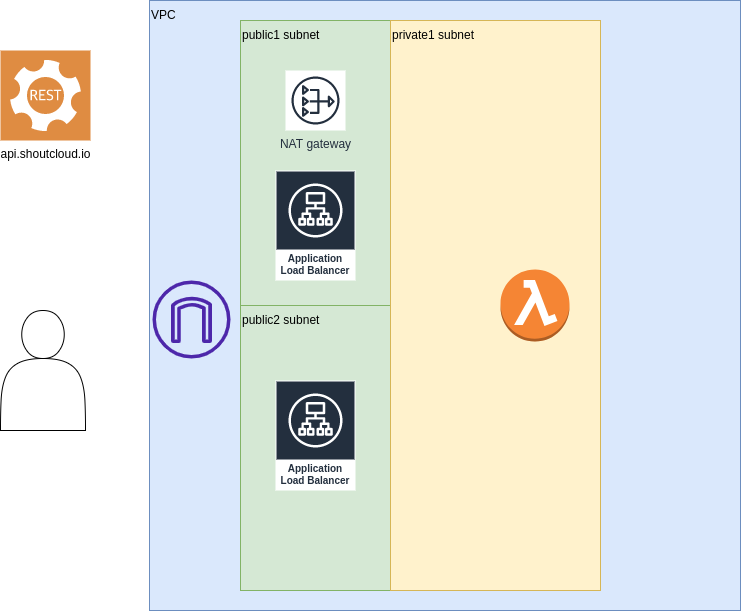 VPC
public1 subnet
private1 subnet
REST
NAT gateway
api.shoutcloud.io
Application
Load Balancer
public2 subnet
Application
Load Balancer